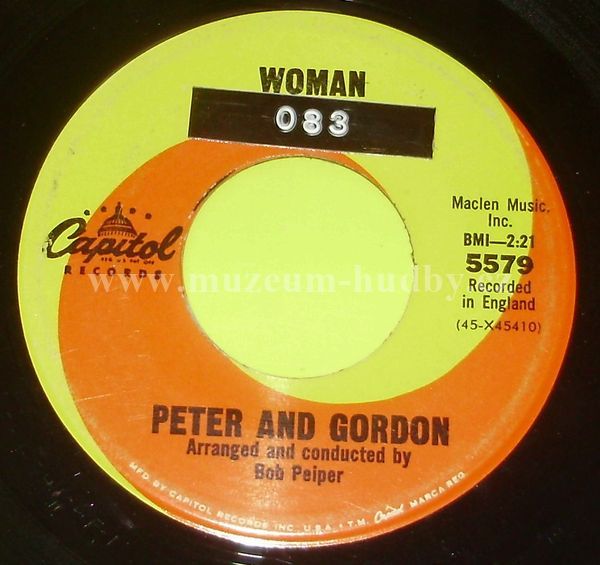 WOMAN
083
Maclen Music,
Inc.
BMI—2:21
5579
Recorded
in England
(45-X45410)
Capitol
RECORDS
www.muzeum-hudby
PETER AND GORDON
Arranged and conducted by
Bob Peiper
MFD. BY CAPITOL RECORDS INC. U.S.A. • T.M. Capitol MARCA REG.